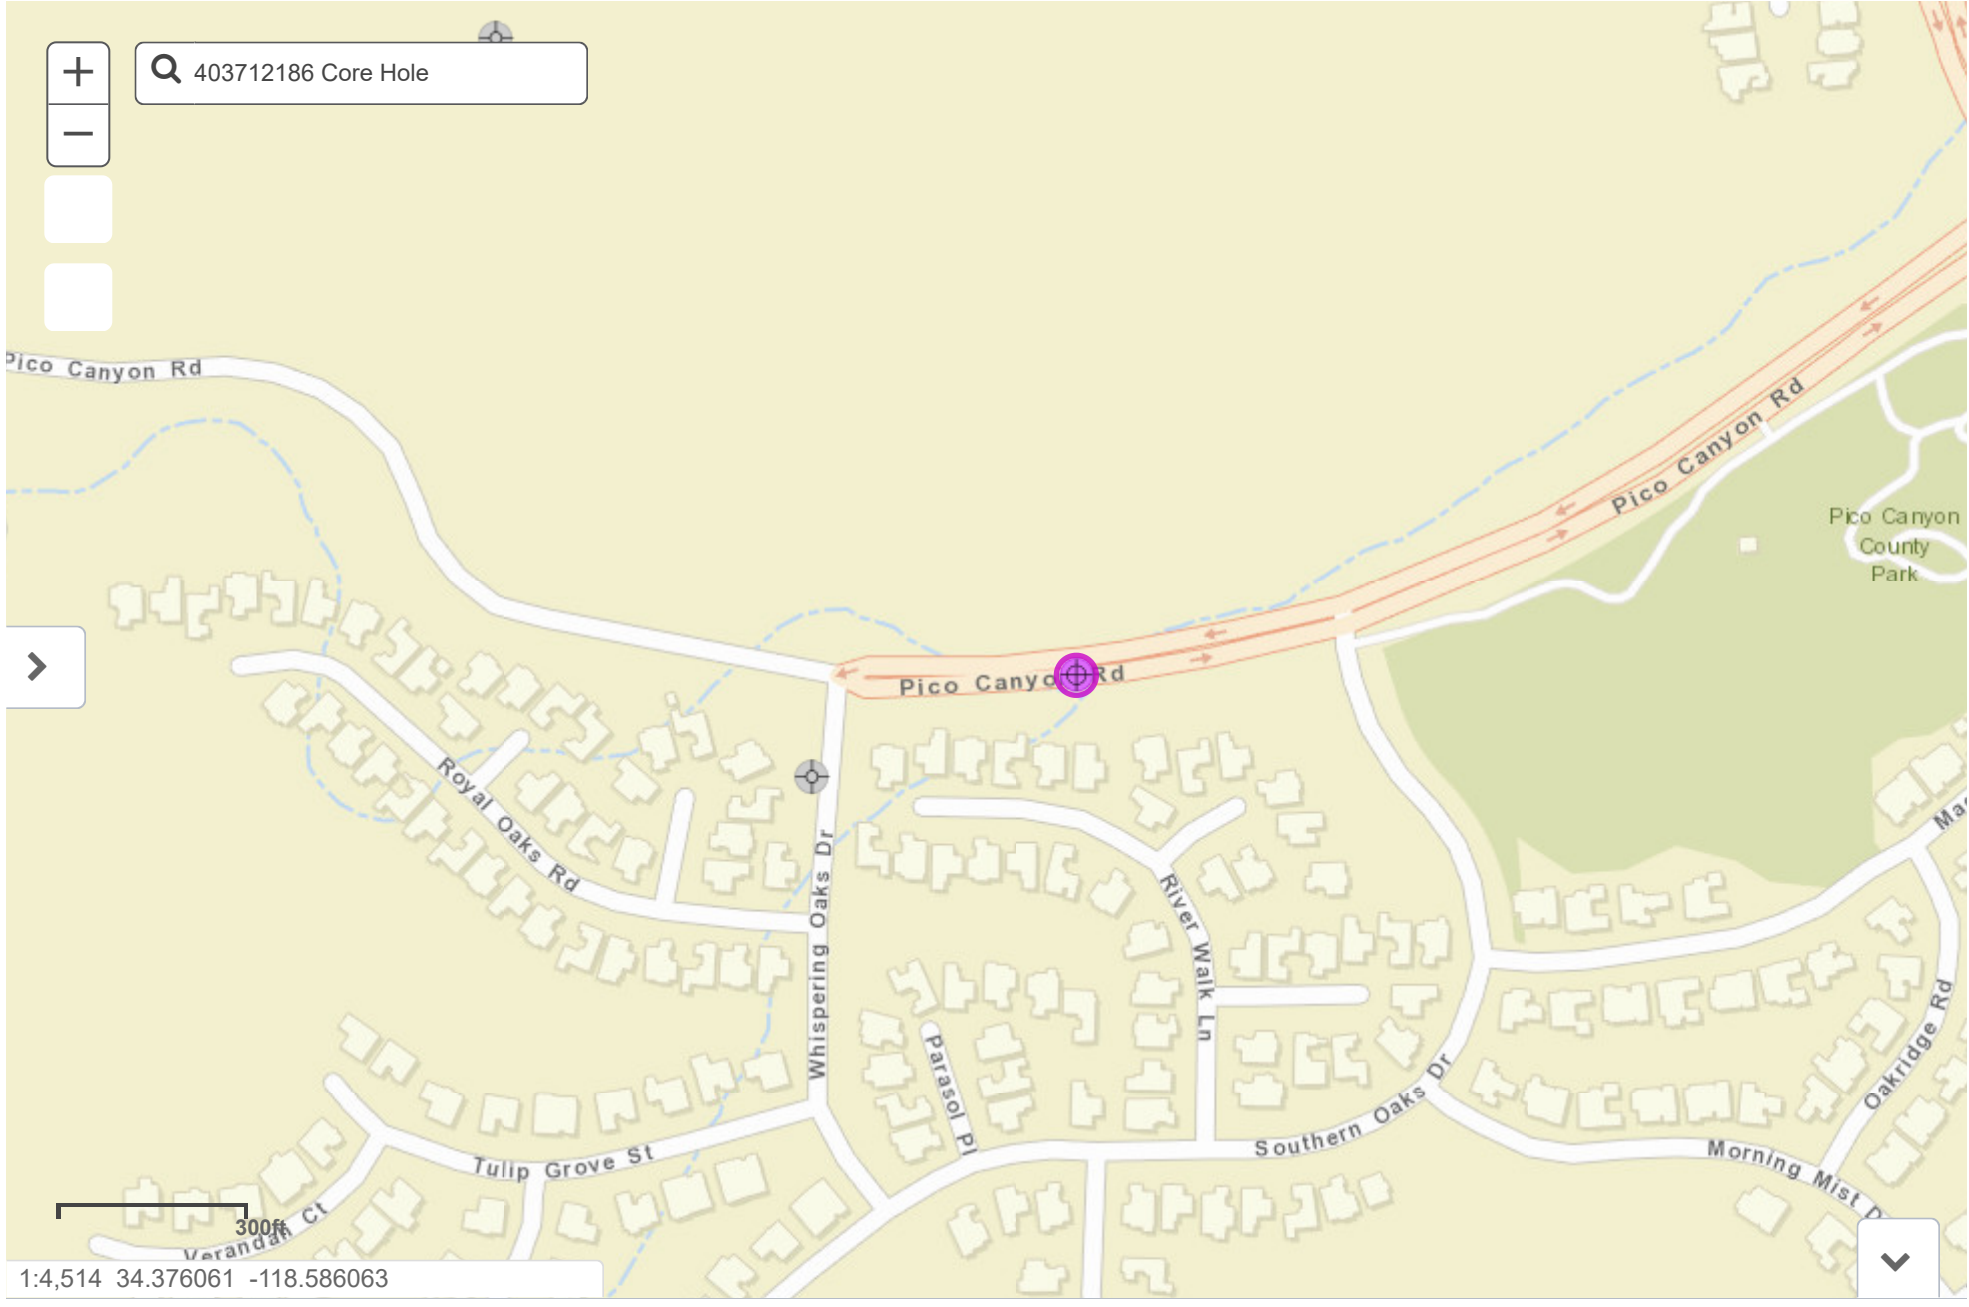 403712186 Core Hole
Pico Canyon Rd
Pico Canyon Rd
Pico Canyon
County
Park
Pico Canyon Rd
Royal Oaks Rd
Whispering Oaks Dr
River Walk Ln
Parasol Pl
Southern Oaks Dr
Oakridge Rd
Morning Mist D
Tulip Grove St
Verandah Ct
300ft
1:4,514 34.376061 -118.586063